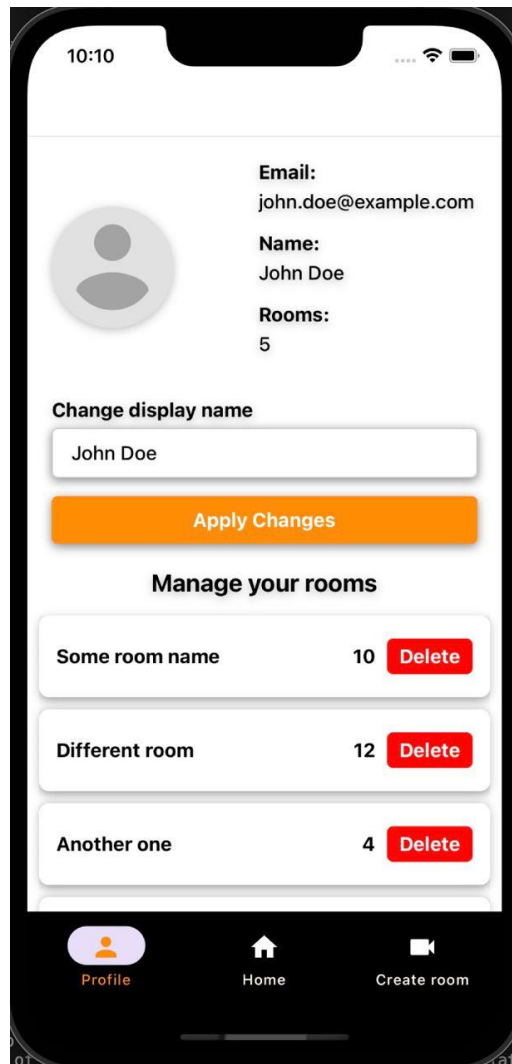 10:10
Email:
john.doe@example.com
Name:
John Doe
Rooms:
5
Change display name
John Doe
Apply Changes
Manage your rooms
Some room name 10 Delete
Different room 12 Delete
Another one 4 Delete
Profile Home Create room